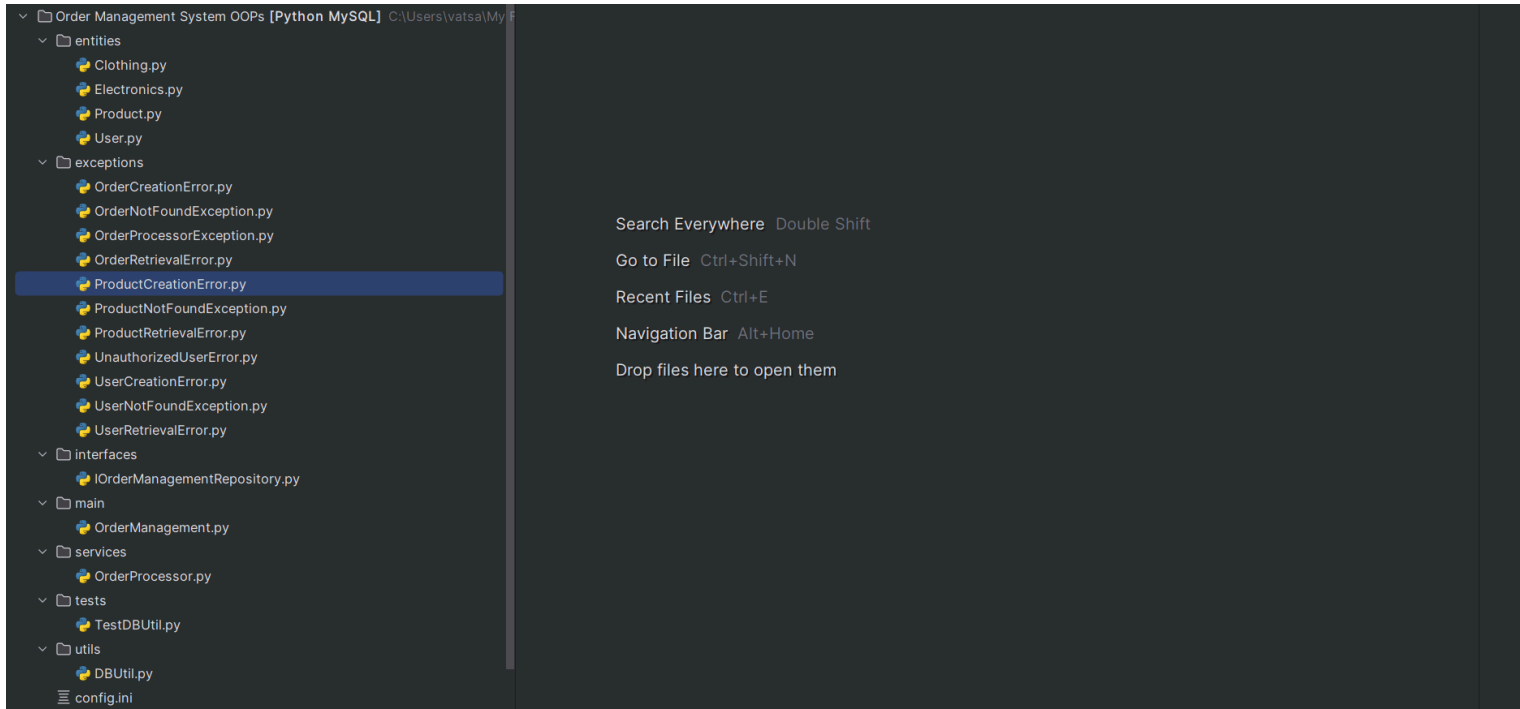 Order Management System OOPs [Python MySQL] C:\Users\vatsa\My
entities
Clothing.py
Electronics.py
Product.py
User.py
exceptions
OrderCreationError.py
OrderNotFoundException.py
OrderProcessorException.py
OrderRetrievalError.py
ProductCreationError.py
ProductNotFoundException.py
ProductRetrievalError.py
UnauthorizedUserError.py
UserCreationError.py
UserNotFoundException.py
UserRetrievalError.py
interfaces
IOrderManagementRepository.py
main
OrderManagement.py
services
OrderProcessor.py
tests
TestDBUtil.py
utils
DBUtil.py
config.ini
Search Everywhere Double Shift
Go to File Ctrl+Shift+N
Recent Files Ctrl+E
Navigation Bar Alt+Home
Drop files here to open them